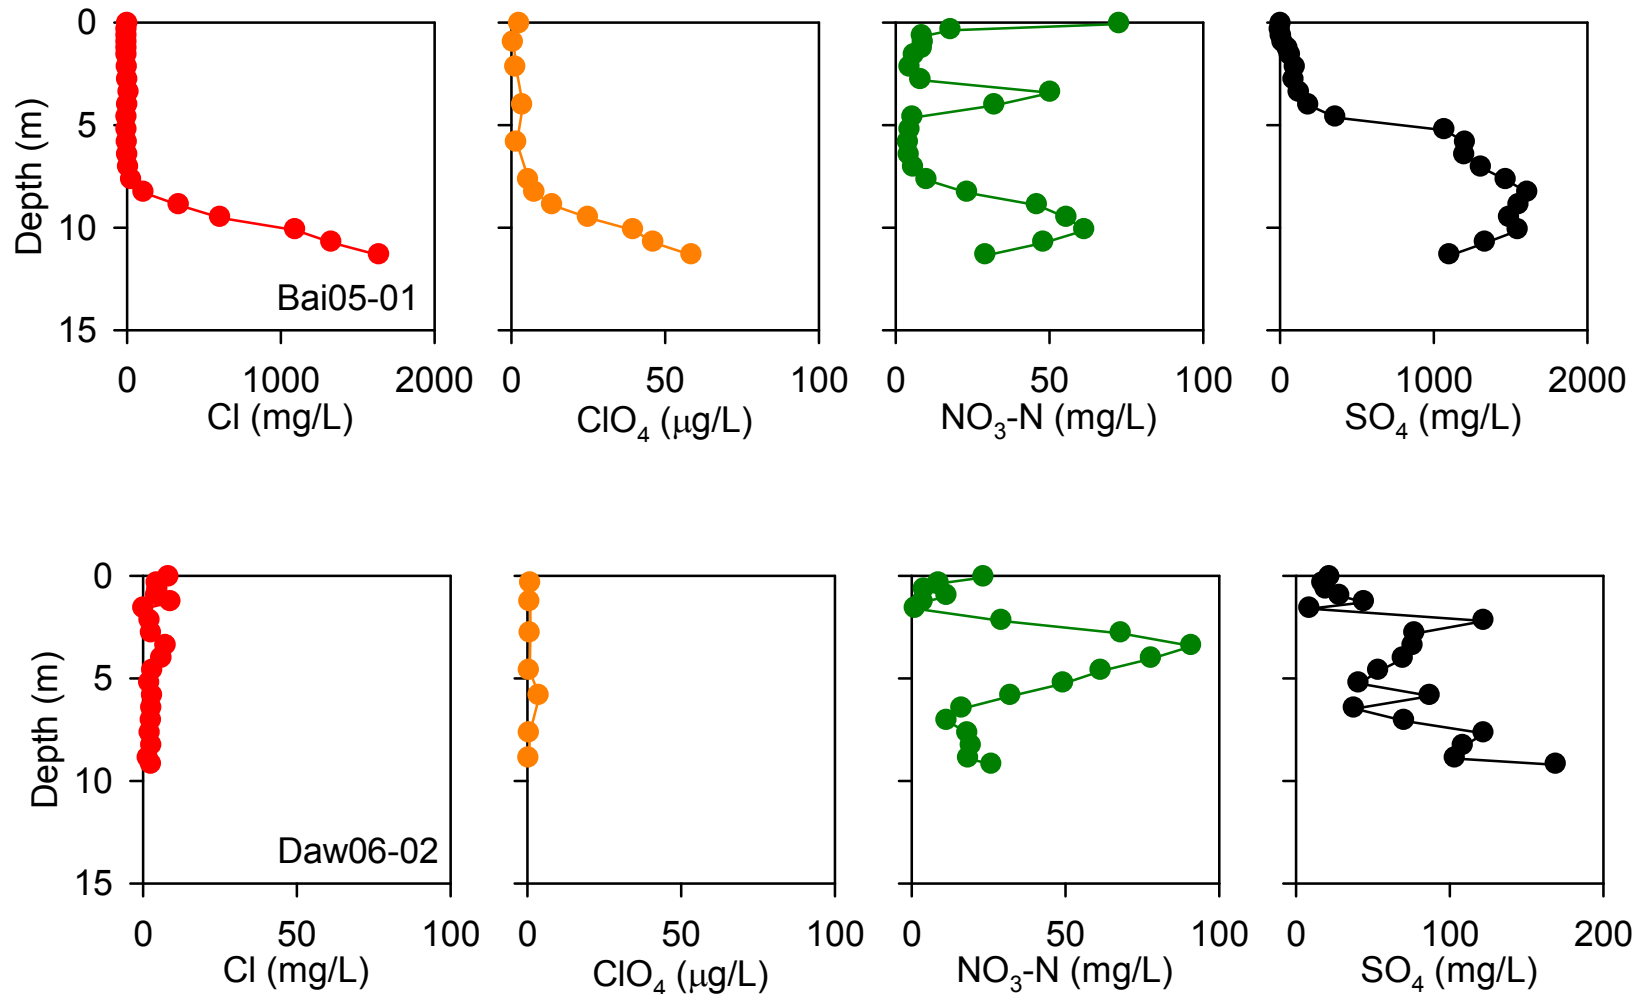 0
5
10
15
Depth (m)
Bai05-01
0 1000 2000
Cl (mg/L)
0 50 100
ClO₄ (μg/L)
0 50 100
NO₃-N (mg/L)
0 1000 2000
SO₄ (mg/L)
0
5
10
15
Depth (m)
Daw06-02
0 50 100
Cl (mg/L)
0 50 100
ClO₄ (μg/L)
0 50 100
NO₃-N (mg/L)
0 100 200
SO₄ (mg/L)